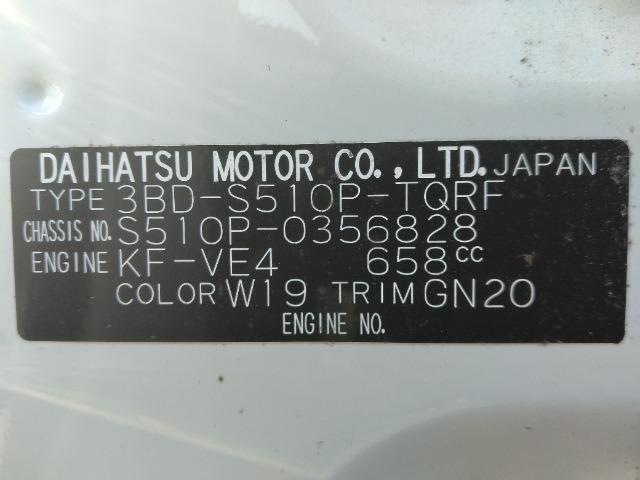 DAIHATSU MOTOR CO., LTD. JAPAN
TYPE 3BD-S510P-TQRF
CHASSIS NO. S510P-0356828
ENGINE KF-VE4 658cc
COLOR W19 TRIM GN20
ENGINE NO.